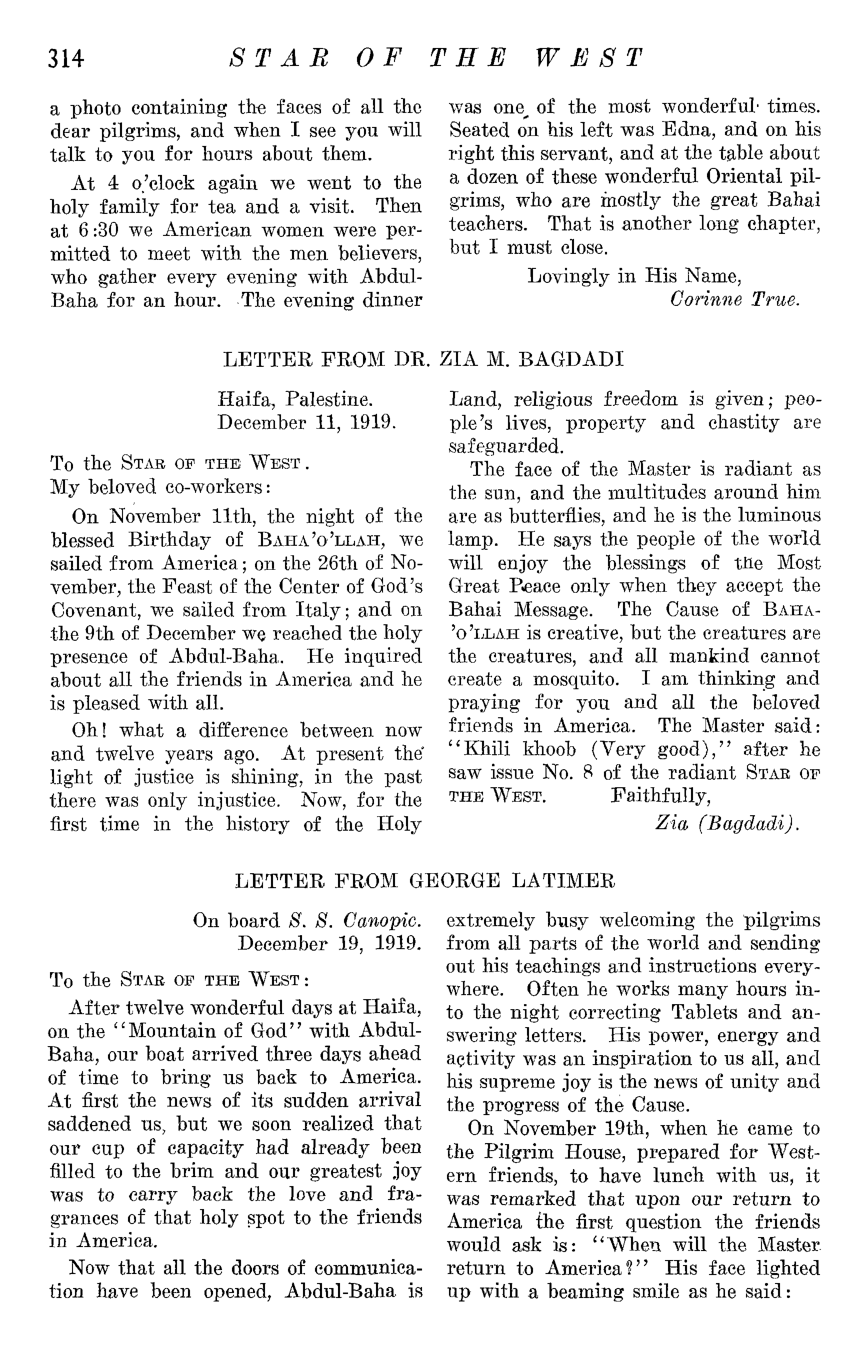 314 STAR OF THE WEST
a photo containing the faces of all the
dear pilgrims, and when I see you will
talk to you for hours about them.
At 4 o'clock again we went to the
holy family for tea and a visit. Then
at 6:30 we American women were per-
mitted to meet with the men believers,
who gather every evening with Abdul-
Baha for an hour. The evening dinner
was one of the most wonderful times.
Seated on his left was Edna, and on his
right this servant, and at the table about
a dozen of these wonderful Oriental pil-
grims, who are mostly the great Bahai
teachers. That is another long chapter,
but I must close.
Lovingly in His Name,
Corinne True.
LETTER FROM DR. ZIA M. BAGDADI
Haifa, Palestine.
December 11, 1919.
To the STAR OF THE WEST.
My beloved co-workers:
On November 11th, the night of the
blessed Birthday of BAHA'O'LLAH, we
sailed from America; on the 26th of No-
vember, the Feast of the Center of God's
Covenant, we sailed from Italy; and on
the 9th of December we reached the holy
presence of Abdul-Baha. He inquired
about all the friends in America and he
is pleased with all.
Oh! what a difference between now
and twelve years ago. At present the
light of justice is shining, in the past
there was only injustice. Now, for the
first time in the history of the Holy
Land, religious freedom is given; peo-
ple's lives, property and chastity are
safeguarded.
The face of the Master is radiant as
the sun, and the multitudes around him
are as butterflies, and he is the luminous
lamp. He says the people of the world
will enjoy the blessings of the Most
Great Peace only when they accept the
Bahai Message. The Cause of BAHA-
'O'LLAH is creative, but the creatures are
the creatures, and all mankind cannot
create a mosquito. I am thinking and
praying for you and all the beloved
friends in America. The Master said:
"Khili khoob (Very good)," after he
saw issue No. 8 of the radiant STAR OF
THE WEST. Faithfully,
Zia (Bagdadi).
LETTER FROM GEORGE LATIMER
On board S. S. Canopic.
December 19, 1919.
To the STAR OF THE WEST:
After twelve wonderful days at Haifa,
on the "Mountain of God" with Abdul-
Baha, our boat arrived three days ahead
of time to bring us back to America.
At first the news of its sudden arrival
saddened us, but we soon realized that
our cup of capacity had already been
filled to the brim and our greatest joy
was to carry back the love and fra-
grances of that holy spot to the friends
in America.
Now that all the doors of communica-
tion have been opened, Abdul-Baha is
extremely busy welcoming the pilgrims
from all parts of the world and sending
out his teachings and instructions every-
where. Often he works many hours in-
to the night correcting Tablets and an-
swering letters. His power, energy and
activity was an inspiration to us all, and
his supreme joy is the news of unity and
the progress of the Cause.
On November 19th, when he came to
the Pilgrim House, prepared for West-
ern friends, to have lunch with us, it
was remarked that upon our return to
America the first question the friends
would ask is: "When will the Master
return to America?" His face lighted
up with a beaming smile as he said: